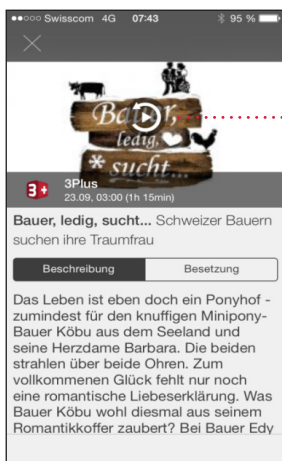 Swisscom 4G 07:43 95 %
Bauer,
ledig,
* sucht...
3+ 3Plus
23.09, 03:00 (1h 15min)
Bauer, ledig, sucht... Schweizer Bauern
suchen ihre Traumfrau
Beschreibung Besetzung
Das Leben ist eben doch ein Ponyhof -
zumindest für den knuffigen Minipony-
Bauer Köbu aus dem Seeland und
seine Herzdame Barbara. Die beiden
strahlen über beide Ohren. Zum
vollkommenen Glück fehlt nur noch
eine romantische Liebeserklärung. Was
Bauer Köbu wohl diesmal aus seinem
Romantikkoffer zaubert? Bei Bauer Edy